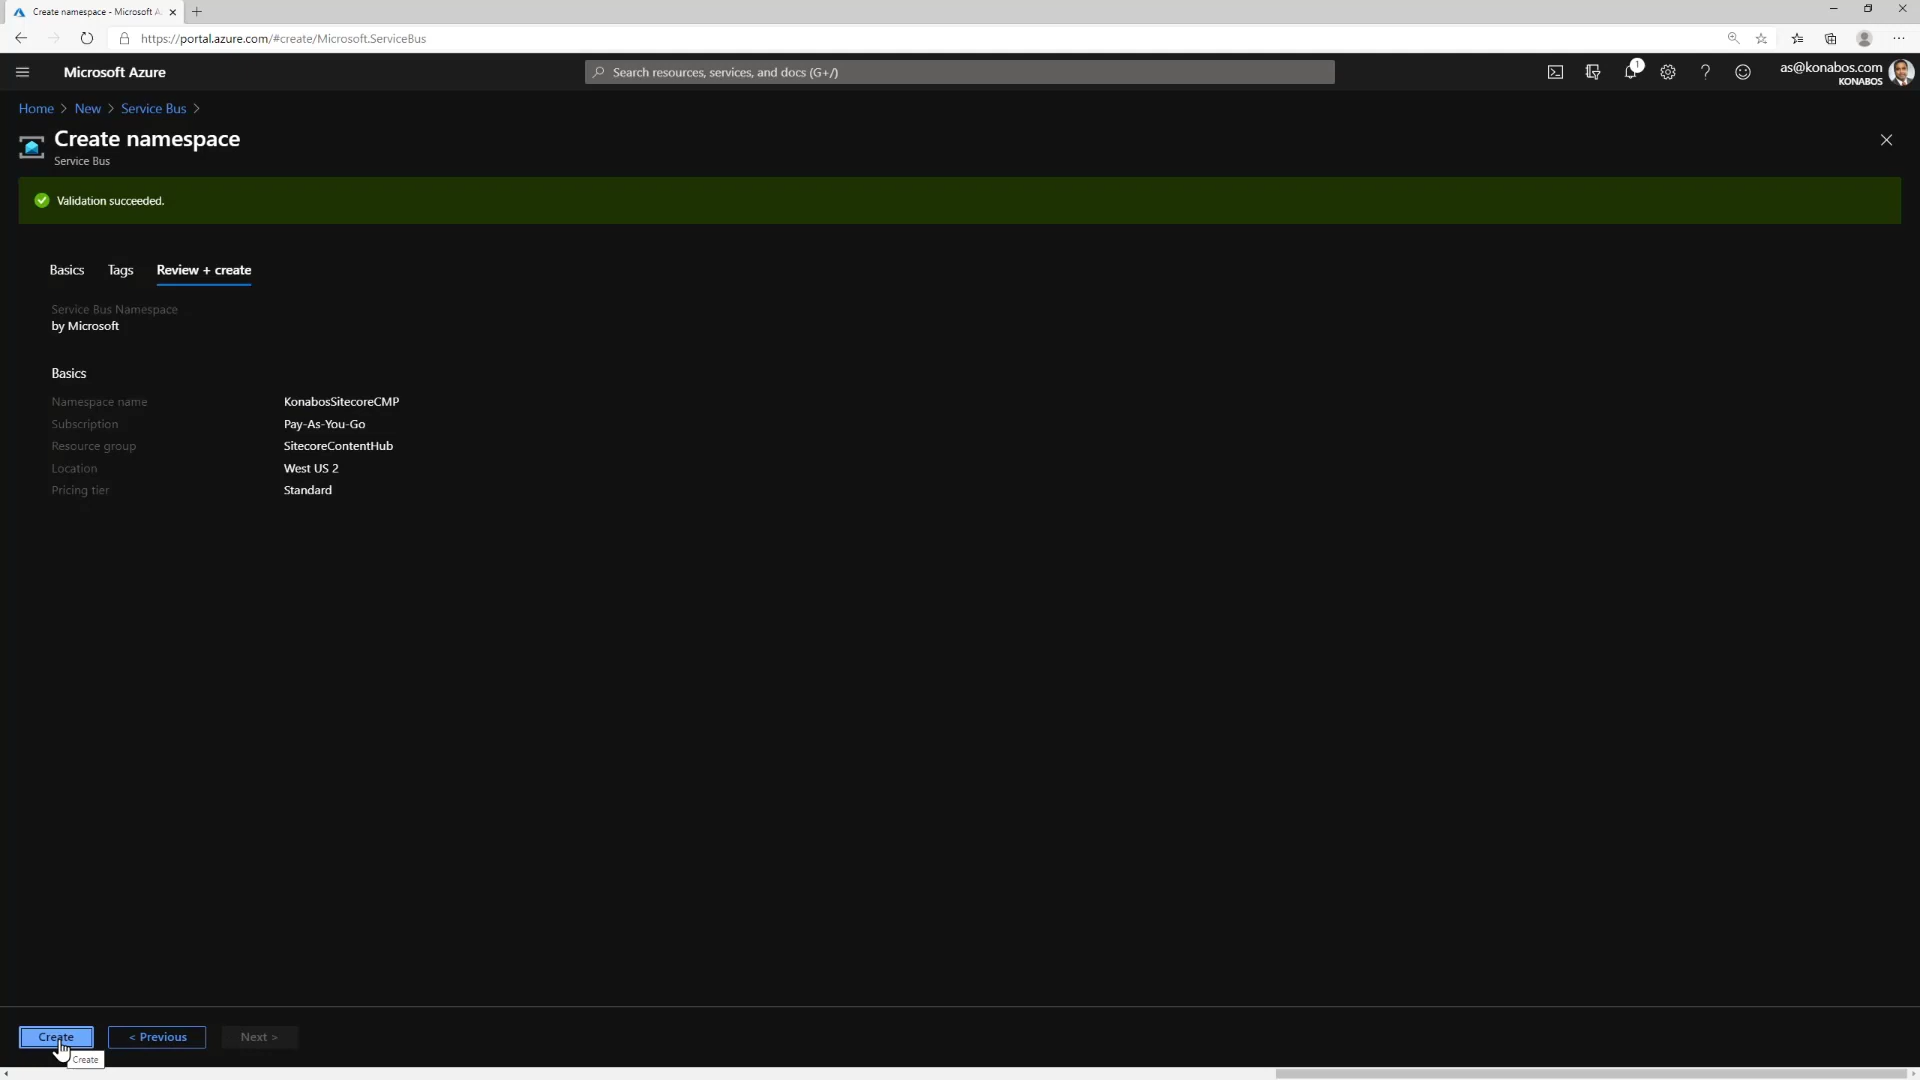 Create namespace - Microsoft A
https://portal.azure.com/#create/Microsoft.ServiceBus
Microsoft Azure
Search resources, services, and docs (G+/)
1
as@konabos.com
KONABOS
Home > New > Service Bus >
Create namespace
Service Bus
Validation succeeded.
Basics Tags Review + create
Service Bus Namespace
by Microsoft
Basics
Namespace name KonabosSitecoreCMP
Subscription Pay-As-You-Go
Resource group SitecoreContentHub
Location West US 2
Pricing tier Standard
Create < Previous Next >
Create